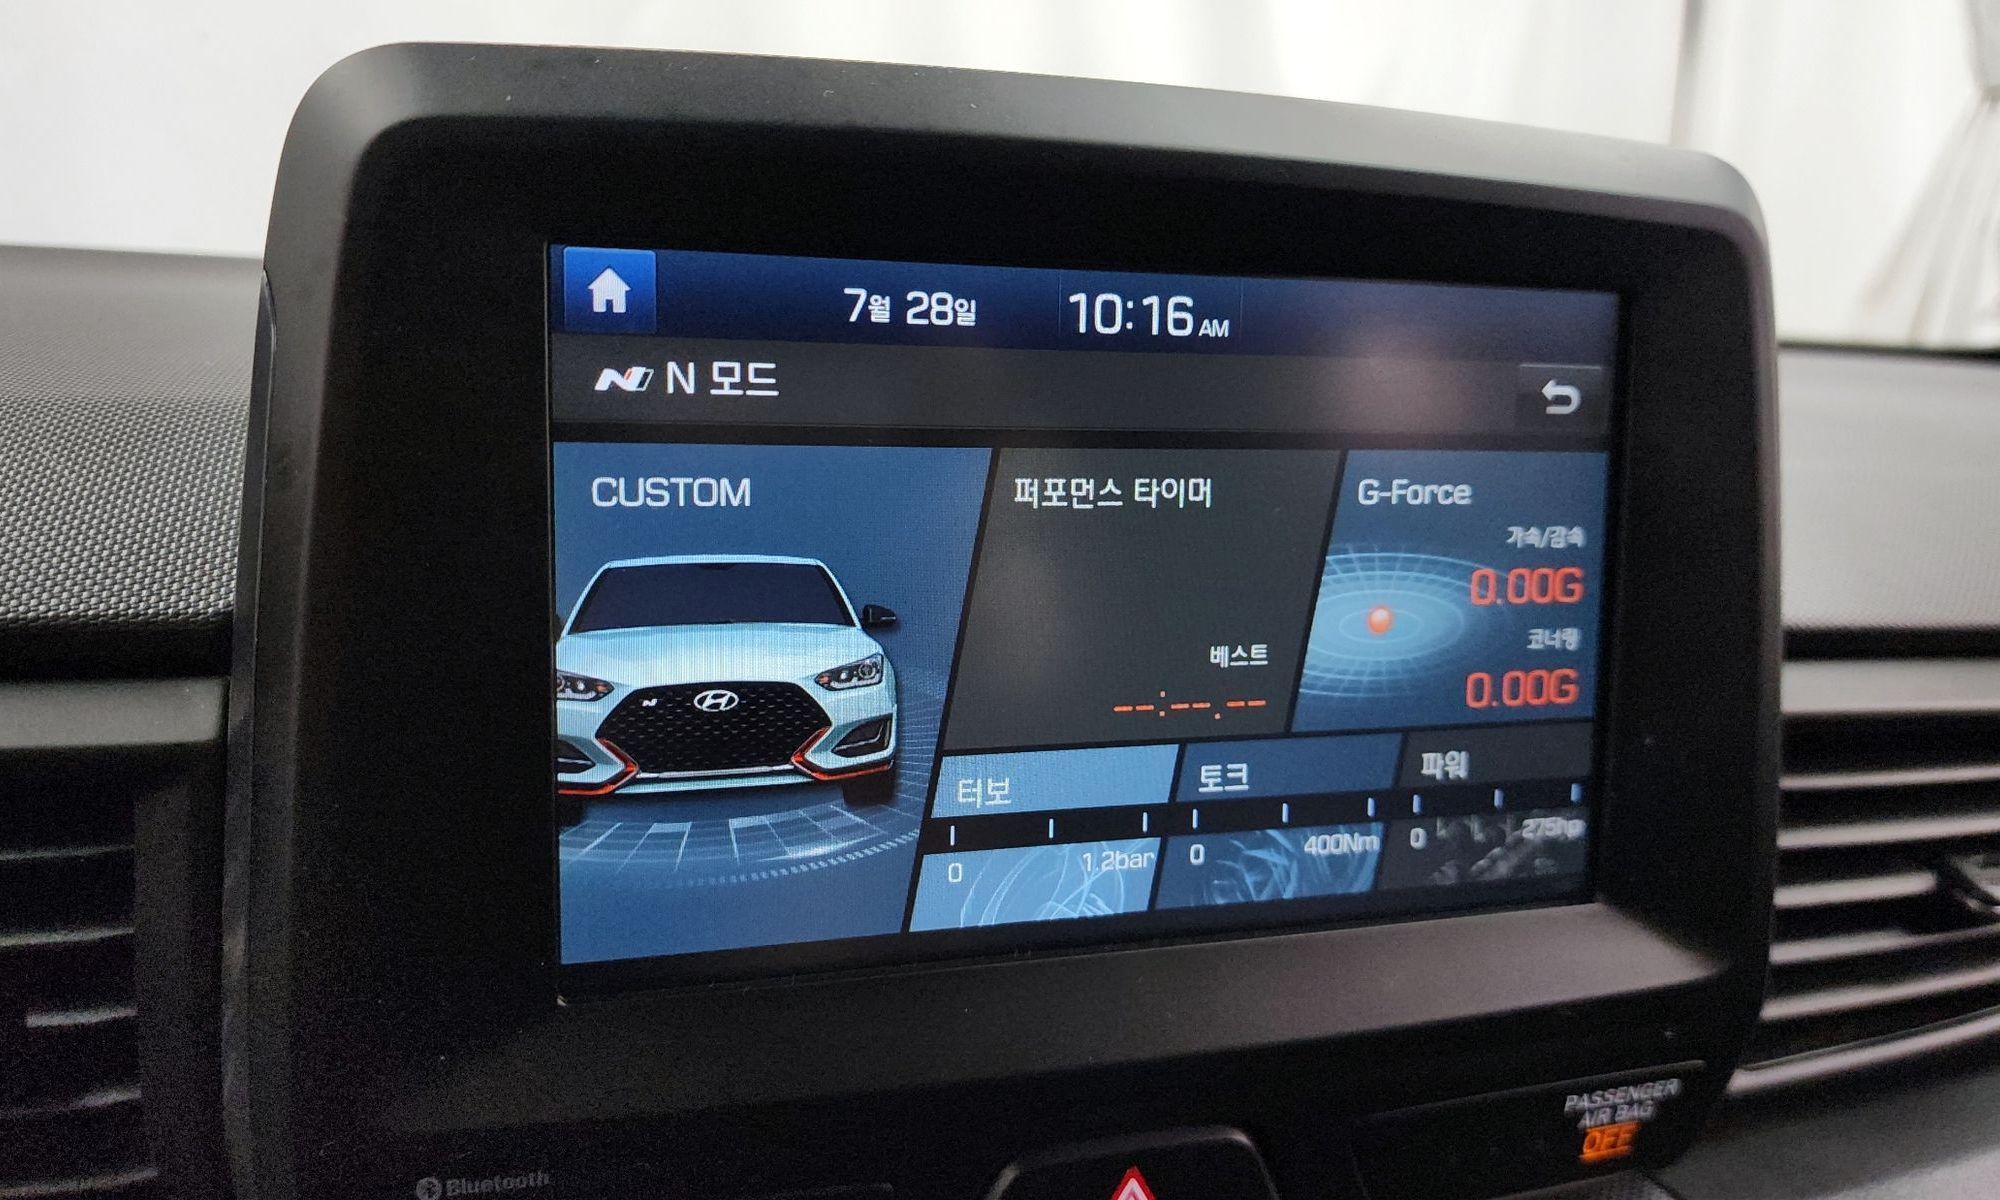 7월 28일 10:16 AM
N N 모드
CUSTOM
퍼포먼스 타이머
베스트
--:--.--
G-Force
가속/감속
0.00G
코너링
0.00G
터보
0 1.2bar
토크
0 400Nm
파워
0 275hp
PASSENGER
AIR BAG
OFF
Bluetooth